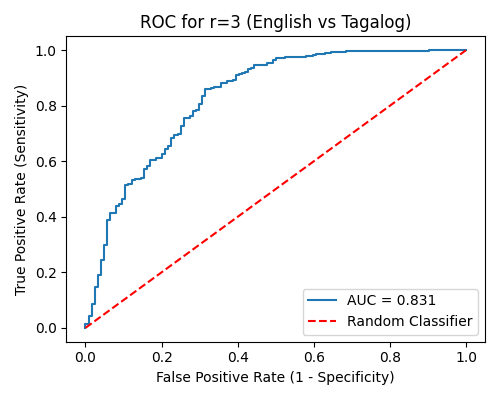 ROC for r=3 (English vs Tagalog)
True Positive Rate (Sensitivity)
1.0
0.8
0.6
0.4
0.2
0.0
AUC = 0.831
Random Classifier
0.0 0.2 0.4 0.6 0.8 1.0
False Positive Rate (1 - Specificity)